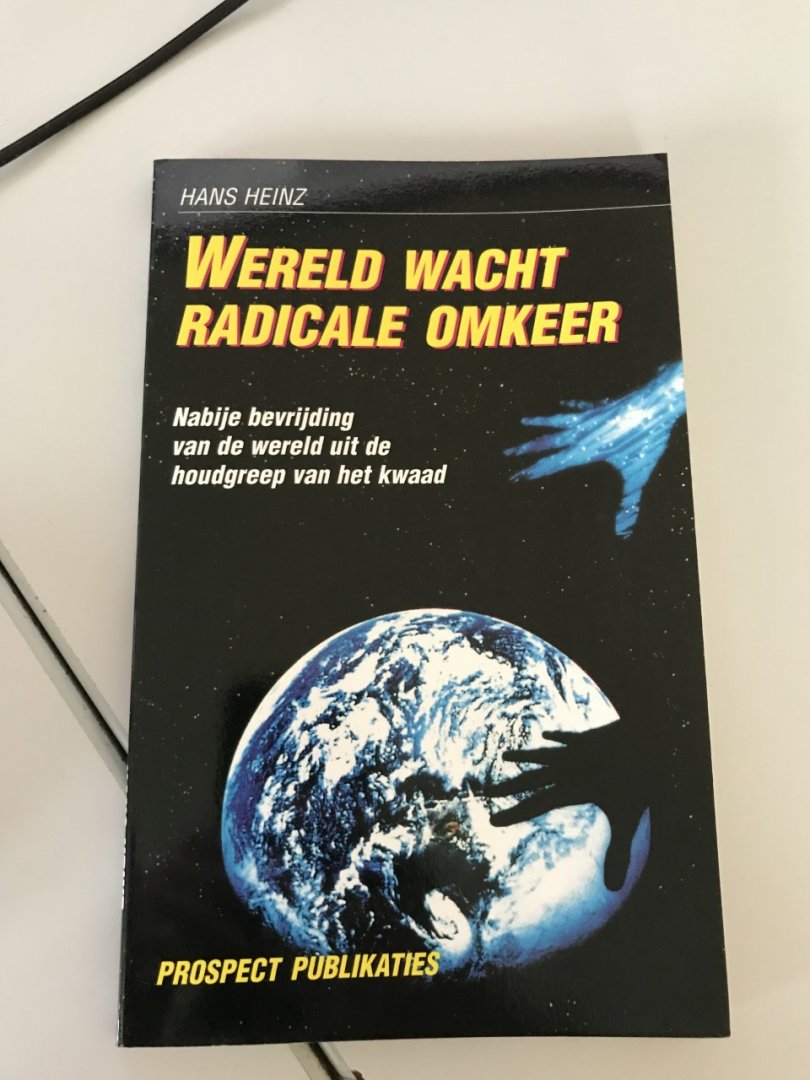 HANS HEINZ
WERELD WACHT
RADICALE OMKEER
Nabije bevrijding
van de wereld uit de
houdgreep van het kwaad
PROSPECT PUBLIKATIES